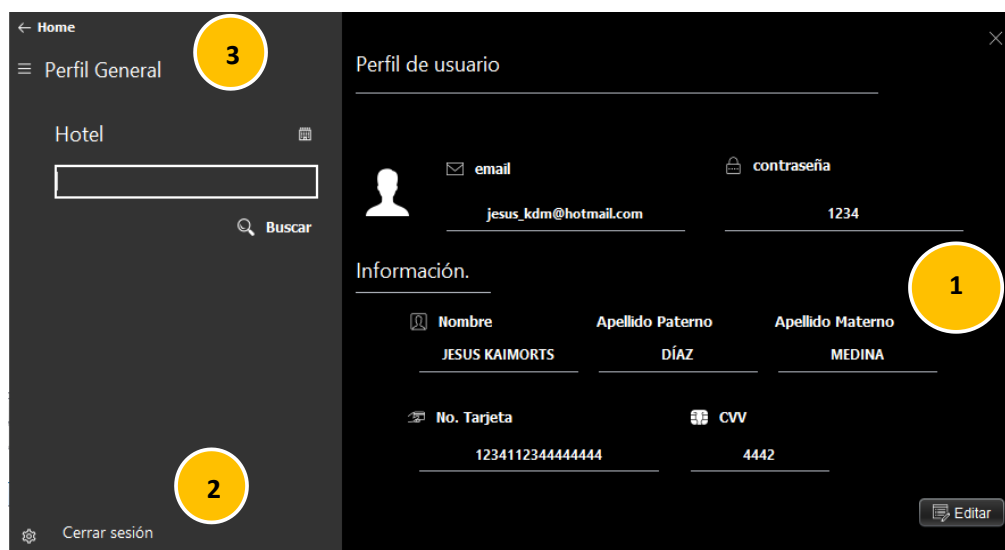 ← Home
3
≡ Perfil General
Hotel
Buscar
2
Cerrar sesión
Perfil de usuario
email
contraseña
jesus_kdm@hotmail.com
1234
Información.
1
Nombre
Apellido Paterno
Apellido Materno
JESUS KAIMORTS
DÍAZ
MEDINA
No. Tarjeta
CVV
1234112344444444
4442
Editar